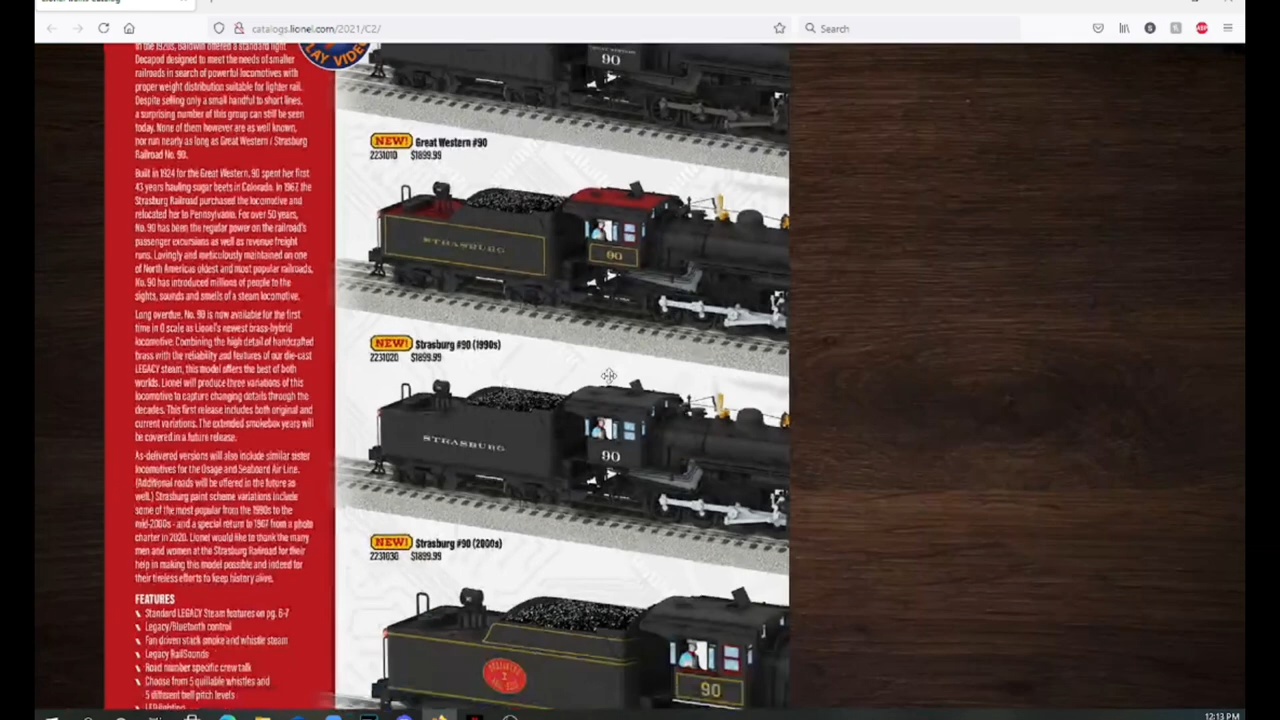 catalogs.lionel.com/2021/C2/
Search
In the 1920s, Baldwin offered a standard light
Decapod designed to meet the needs of smaller
railroads in search of powerful locomotives with
proper weight distribution suitable for lighter rail.
Despite selling only a small handful to short lines,
a surprising number of this group can still be seen
today. None of them however are as well known,
nor run nearly as long as Great Western / Strasburg
Railroad No. 90.
Built in 1924 for the Great Western, 90 spent her first
43 years hauling sugar beets in Colorado. In 1967, the
Strasburg Railroad purchased the locomotive and
relocated her to Pennsylvania. For over 50 years,
No. 90 has been the regular power on the railroad's
passenger excursions as well as revenue freight
runs. Lovingly and meticulously maintained on one
of North Americas oldest and most popular railroads,
No. 90 has introduced millions of people to the
sights, sounds and smells of a steam locomotive.
Long overdue, No. 90 is now available for the first
time in O scale as Lionel's newest brass-hybrid
locomotive. Combining the high detail of handcrafted
brass with the reliability and features of our die-cast
LEGACY steam, this model offers the best of both
worlds. Lionel will produce three variations of this
locomotive to capture changing details through the
decades. This first release includes both original and
current variations. The extended smokebox years will
be covered in a future release.
As-delivered versions will also include similar sister
locomotives for the Osage and Seaboard Air Line.
(Additional roads will be offered in the future as
well.) Strasburg paint scheme variations include
some of the most popular from the 1990s to the
mid-2000s - and a special return to 1967 from a photo
charter in 2020. Lionel would like to thank the many
men and women at the Strasburg Railroad for their
help in making this model possible and indeed for
their tireless efforts to keep history alive.
FEATURES
Standard LEGACY Steam features on pg. 6-7
Legacy/Bluetooth control
Fan driven stack smoke and whistle steam
Legacy RailSounds
Road number specific crew talk
Choose from 5 quillable whistles and
5 different bell pitch levels
LED lighting
LAY VIDEO
90
NEW! Great Western #90
2231010 $1899.99
STRASBURG
90
NEW! Strasburg #90 (1990s)
2231020 $1899.99
STRASBURG
90
NEW! Strasburg #90 (2000s)
2231030 $1899.99
90
12:13 PM